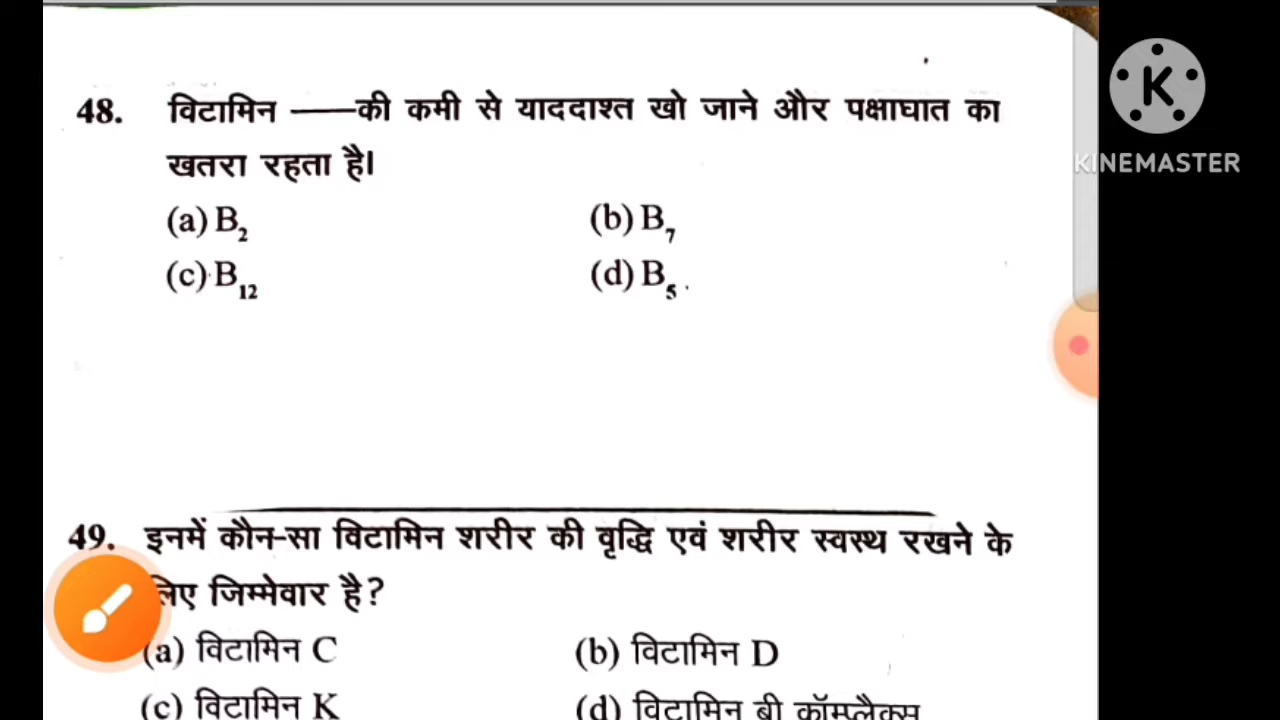 48. विटामिन ——की कमी से याददाश्त खो जाने और पक्षाघात का
खतरा रहता है।
(a) B₂ (b) B₇
(c) B₁₂ (d) B₅
K
KINEMASTER
49. इनमें कौन-सा विटामिन शरीर की वृद्धि एवं शरीर स्वस्थ रखने के
लिए जिम्मेवार है?
(a) विटामिन C (b) विटामिन D
(c) विटामिन K (d) विटामिन बी कॉम्प्लैक्स